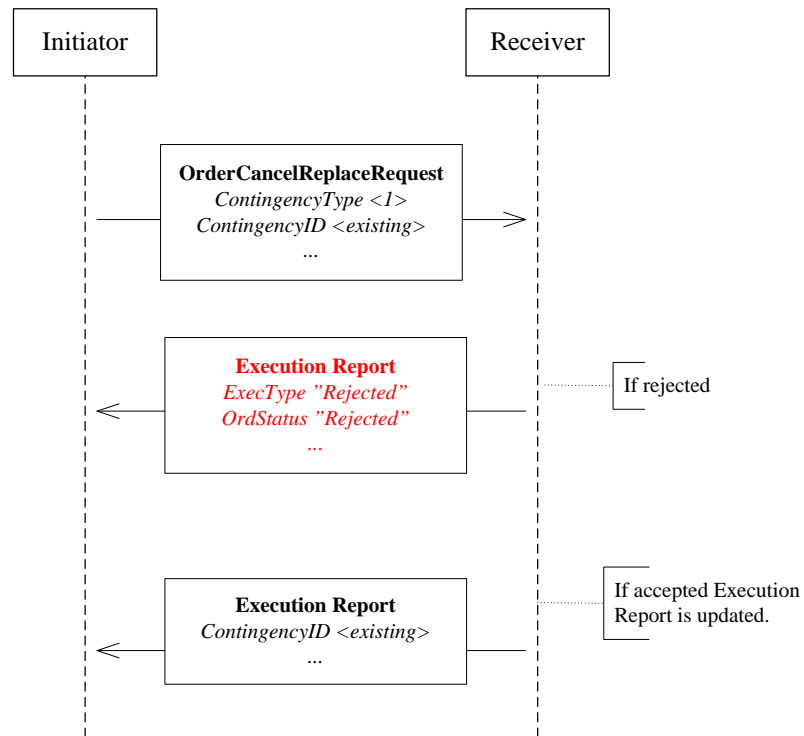 Initiator
Receiver
OrderCancelReplaceRequest
ContingencyType <1>
ContingencyID <existing>
...
Execution Report
ExecType ”Rejected”
OrdStatus ”Rejected”
...
If rejected
Execution Report
ContingencyID <existing>
...
If accepted Execution
Report is updated.